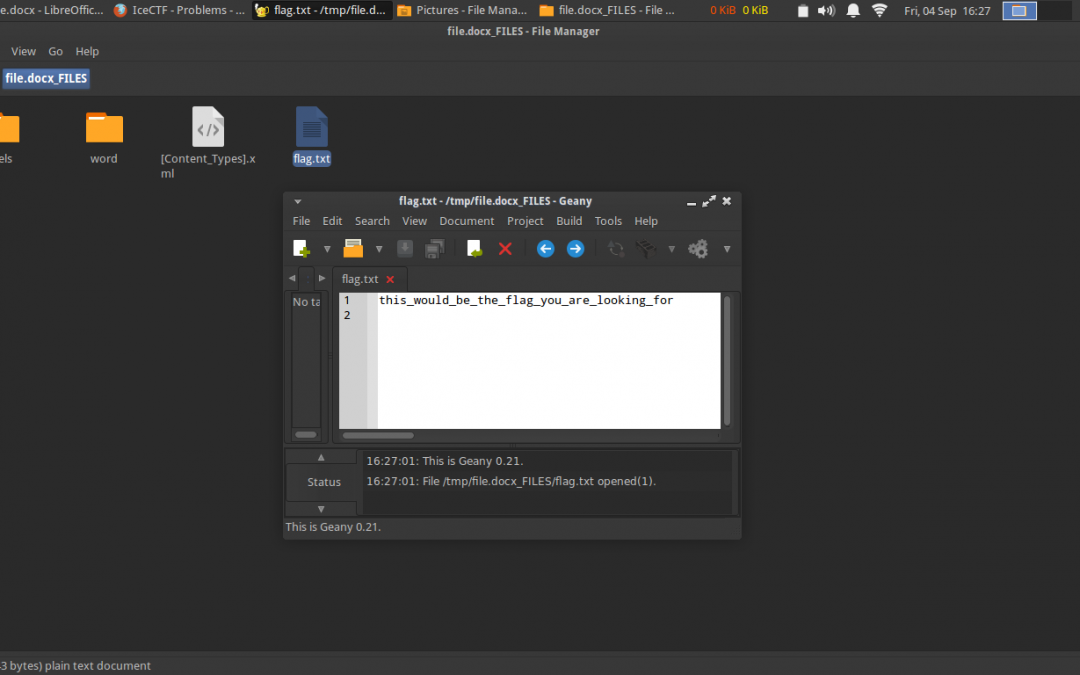 e.docx - LibreOffic... IceCTF - Problems - ... flag.txt - /tmp/file.d... Pictures - File Mana... file.docx_FILES - File ... 0 KiB 0 KiB Fri, 04 Sep 16:27
file.docx_FILES - File Manager
View Go Help
file.docx_FILES
els
word
[Content_Types].x
ml
flag.txt
flag.txt - /tmp/file.docx_FILES - Geany
File Edit Search View Document Project Build Tools Help
flag.txt
No ta
1 this_would_be_the_flag_you_are_looking_for
2
16:27:01: This is Geany 0.21.
Status
16:27:01: File /tmp/file.docx_FILES/flag.txt opened(1).
This is Geany 0.21.
3 bytes) plain text document